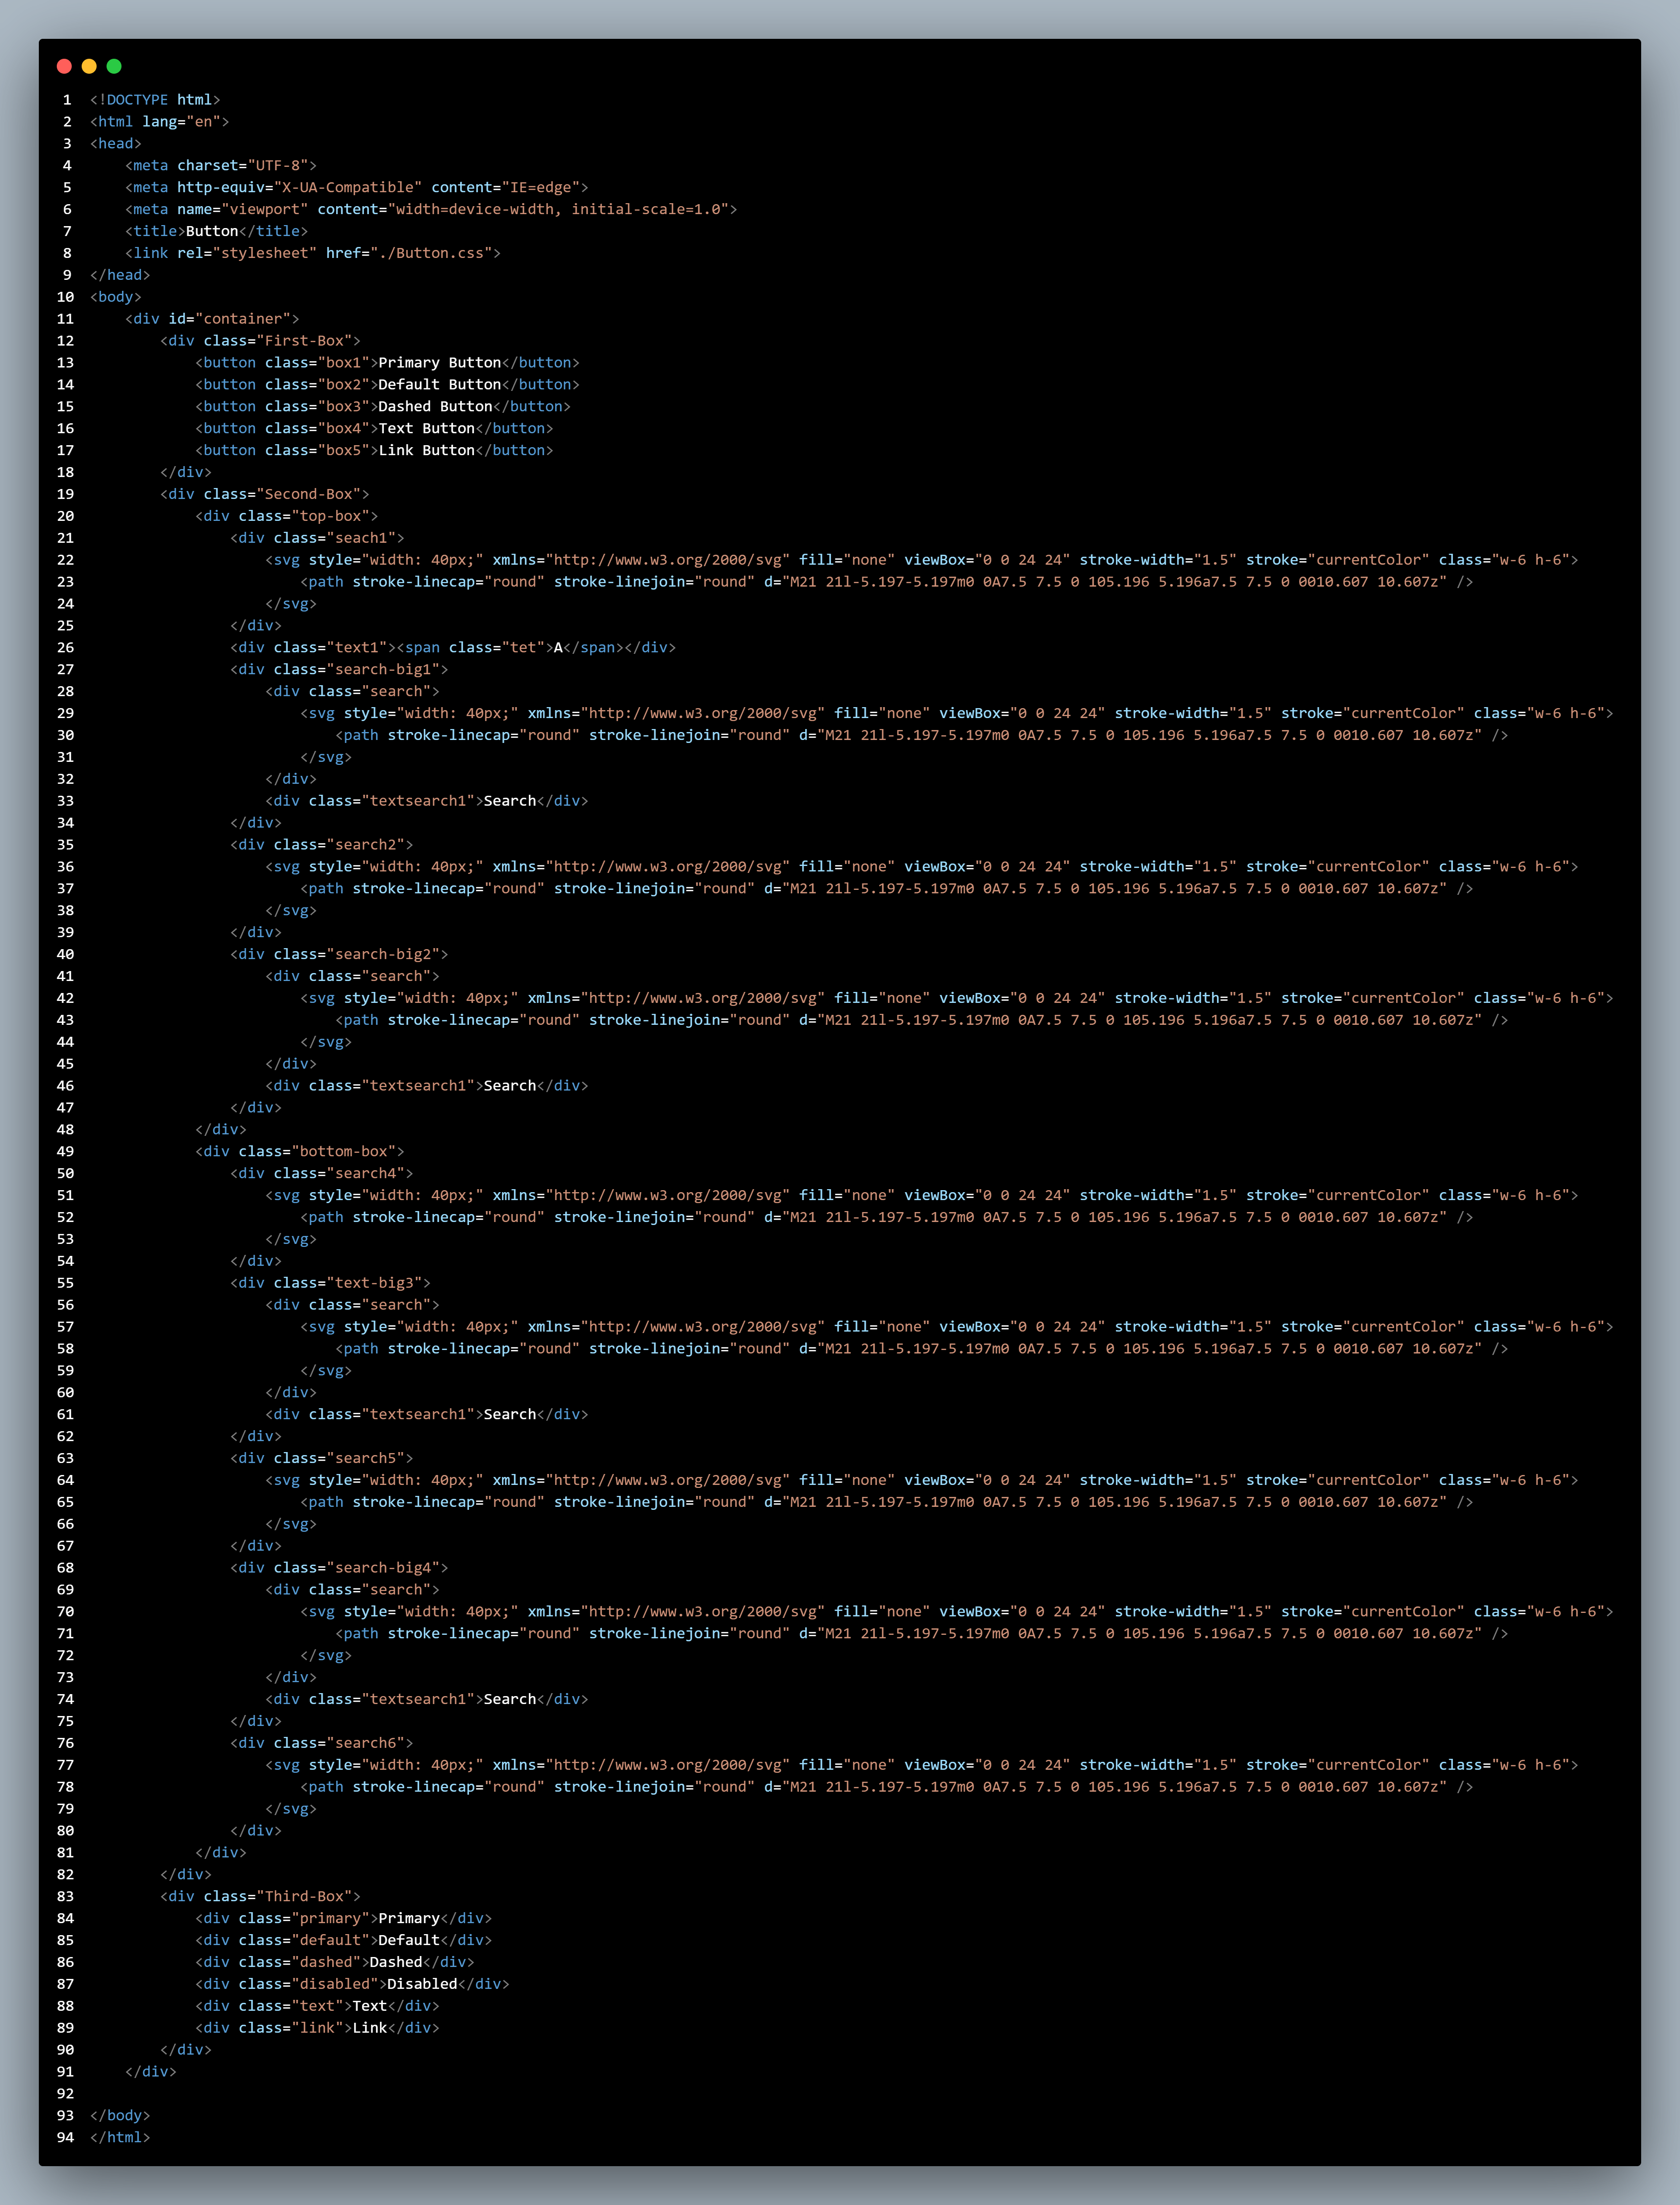 1 <!DOCTYPE html>
2 <html lang="en">
3 <head>
4     <meta charset="UTF-8">
5     <meta http-equiv="X-UA-Compatible" content="IE=edge">
6     <meta name="viewport" content="width=device-width, initial-scale=1.0">
7     <title>Button</title>
8     <link rel="stylesheet" href="./Button.css">
9 </head>
10 <body>
11     <div id="container">
12         <div class="First-Box">
13             <button class="box1">Primary Button</button>
14             <button class="box2">Default Button</button>
15             <button class="box3">Dashed Button</button>
16             <button class="box4">Text Button</button>
17             <button class="box5">Link Button</button>
18         </div>
19         <div class="Second-Box">
20             <div class="top-box">
21                 <div class="seach1">
22                     <svg style="width: 40px;" xmlns="http://www.w3.org/2000/svg" fill="none" viewBox="0 0 24 24" stroke-width="1.5" stroke="currentColor" class="w-6 h-6">
23                         <path stroke-linecap="round" stroke-linejoin="round" d="M21 21l-5.197-5.197m0 0A7.5 7.5 0 105.196 5.196a7.5 7.5 0 0010.607 10.607z" />
24                     </svg>
25                 </div>
26                 <div class="text1"><span class="tet">A</span></div>
27                 <div class="search-big1">
28                     <div class="search">
29                         <svg style="width: 40px;" xmlns="http://www.w3.org/2000/svg" fill="none" viewBox="0 0 24 24" stroke-width="1.5" stroke="currentColor" class="w-6 h-6">
30                             <path stroke-linecap="round" stroke-linejoin="round" d="M21 21l-5.197-5.197m0 0A7.5 7.5 0 105.196 5.196a7.5 7.5 0 0010.607 10.607z" />
31                         </svg>
32                     </div>
33                     <div class="textsearch1">Search</div>
34                 </div>
35                 <div class="search2">
36                     <svg style="width: 40px;" xmlns="http://www.w3.org/2000/svg" fill="none" viewBox="0 0 24 24" stroke-width="1.5" stroke="currentColor" class="w-6 h-6">
37                         <path stroke-linecap="round" stroke-linejoin="round" d="M21 21l-5.197-5.197m0 0A7.5 7.5 0 105.196 5.196a7.5 7.5 0 0010.607 10.607z" />
38                     </svg>
39                 </div>
40                 <div class="search-big2">
41                     <div class="search">
42                         <svg style="width: 40px;" xmlns="http://www.w3.org/2000/svg" fill="none" viewBox="0 0 24 24" stroke-width="1.5" stroke="currentColor" class="w-6 h-6">
43                             <path stroke-linecap="round" stroke-linejoin="round" d="M21 21l-5.197-5.197m0 0A7.5 7.5 0 105.196 5.196a7.5 7.5 0 0010.607 10.607z" />
44                         </svg>
45                     </div>
46                     <div class="textsearch1">Search</div>
47                 </div>
48             </div>
49             <div class="bottom-box">
50                 <div class="search4">
51                     <svg style="width: 40px;" xmlns="http://www.w3.org/2000/svg" fill="none" viewBox="0 0 24 24" stroke-width="1.5" stroke="currentColor" class="w-6 h-6">
52                         <path stroke-linecap="round" stroke-linejoin="round" d="M21 21l-5.197-5.197m0 0A7.5 7.5 0 105.196 5.196a7.5 7.5 0 0010.607 10.607z" />
53                     </svg>
54                 </div>
55                 <div class="text-big3">
56                     <div class="search">
57                         <svg style="width: 40px;" xmlns="http://www.w3.org/2000/svg" fill="none" viewBox="0 0 24 24" stroke-width="1.5" stroke="currentColor" class="w-6 h-6">
58                             <path stroke-linecap="round" stroke-linejoin="round" d="M21 21l-5.197-5.197m0 0A7.5 7.5 0 105.196 5.196a7.5 7.5 0 0010.607 10.607z" />
59                         </svg>
60                     </div>
61                     <div class="textsearch1">Search</div>
62                 </div>
63                 <div class="search5">
64                     <svg style="width: 40px;" xmlns="http://www.w3.org/2000/svg" fill="none" viewBox="0 0 24 24" stroke-width="1.5" stroke="currentColor" class="w-6 h-6">
65                         <path stroke-linecap="round" stroke-linejoin="round" d="M21 21l-5.197-5.197m0 0A7.5 7.5 0 105.196 5.196a7.5 7.5 0 0010.607 10.607z" />
66                     </svg>
67                 </div>
68                 <div class="search-big4">
69                     <div class="search">
70                         <svg style="width: 40px;" xmlns="http://www.w3.org/2000/svg" fill="none" viewBox="0 0 24 24" stroke-width="1.5" stroke="currentColor" class="w-6 h-6">
71                             <path stroke-linecap="round" stroke-linejoin="round" d="M21 21l-5.197-5.197m0 0A7.5 7.5 0 105.196 5.196a7.5 7.5 0 0010.607 10.607z" />
72                         </svg>
73                     </div>
74                     <div class="textsearch1">Search</div>
75                 </div>
76                 <div class="search6">
77                     <svg style="width: 40px;" xmlns="http://www.w3.org/2000/svg" fill="none" viewBox="0 0 24 24" stroke-width="1.5" stroke="currentColor" class="w-6 h-6">
78                         <path stroke-linecap="round" stroke-linejoin="round" d="M21 21l-5.197-5.197m0 0A7.5 7.5 0 105.196 5.196a7.5 7.5 0 0010.607 10.607z" />
79                     </svg>
80                 </div>
81             </div>
82         </div>
83         <div class="Third-Box">
84             <div class="primary">Primary</div>
85             <div class="default">Default</div>
86             <div class="dashed">Dashed</div>
87             <div class="disabled">Disabled</div>
88             <div class="text">Text</div>
89             <div class="link">Link</div>
90         </div>
91     </div>
92
93 </body>
94 </html>